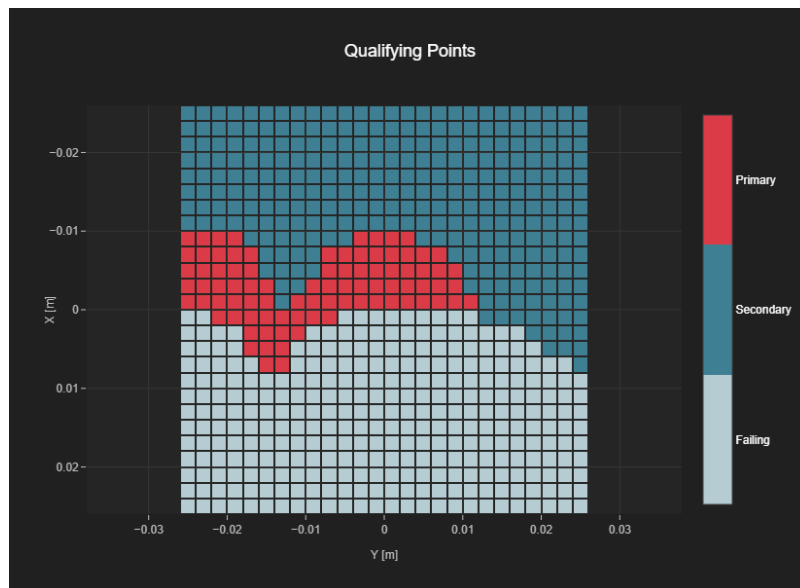 Qualifying Points
−0.02
−0.01
0
0.01
0.02
X [m]
−0.03
−0.02
−0.01
0
0.01
0.02
0.03
Y [m]
Primary
Secondary
Failing